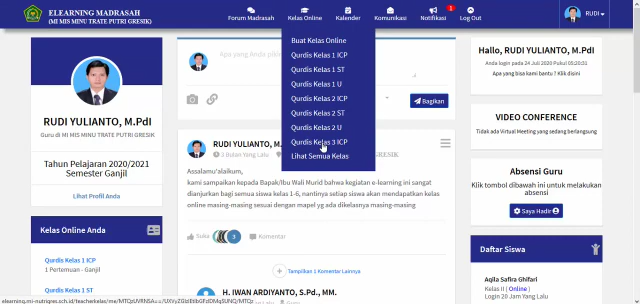 ELEARNING MADRASAH
(MI MIS MINU TRATE PUTRI GRESIK)
Forum Madrasah
Kelas Online
Kalender
Komunikasi
Notifikasi
1
Log Out
RUDI
RUDI YULIANTO, M.PdI
Guru di MI MIS MINU TRATE PUTRI GRESIK
Tahun Pelajaran 2020/2021
Semester Ganjil
Lihat Profil Anda
Kelas Online Anda
Qurdis Kelas 1 ICP
1 Pertemuan - Ganjil
Qurdis Kelas 1 ST
Apa yang Anda
Bagikan
Buat Kelas Online
Qurdis Kelas 1 ICP
Qurdis Kelas 1 ST
Qurdis Kelas 1 U
Qurdis Kelas 2 ICP
Qurdis Kelas 2 ST
Qurdis Kelas 2 U
Qurdis Kelas 3 ICP
Lihat Semua Kelas
RUDI YULIANTO, M.PdI
3 Bulan Yang Lalu
GRESIK
Assalamu'alaikum,
kami sampaikan kepada Bapak/Ibu Wali Murid bahwa kegiatan e-learning ini sangat
dianjurkan bagi semua siswa kelas 1-6, nantinya setiap siswa akan mendapatkan kelas
online masing-masing sesuai dengan mapel yg ada dikelasnya masing-masing
Suka
3
Komentar
Tampilkan 1 Komentar Lainnya
H. IWAN ARDIYANTO, S.Pd., MM.
Guru
Hallo, RUDI YULIANTO, M.PdI
Anda login pada 24 Juli 2020 Pukul
Apa yang bisa kami bantu ? Klik disini
VIDEO CONFERENCE
Tidak ada Virtual Meeting yang sedang berlangsung
Absensi Guru
Klik tombol dibawah ini untuk melakukan
absensi
Saya Hadir
Daftar Siswa
Aqila Safira Ghifari
Kelas II ( Online )
Login 20 Jam Yang Lalu